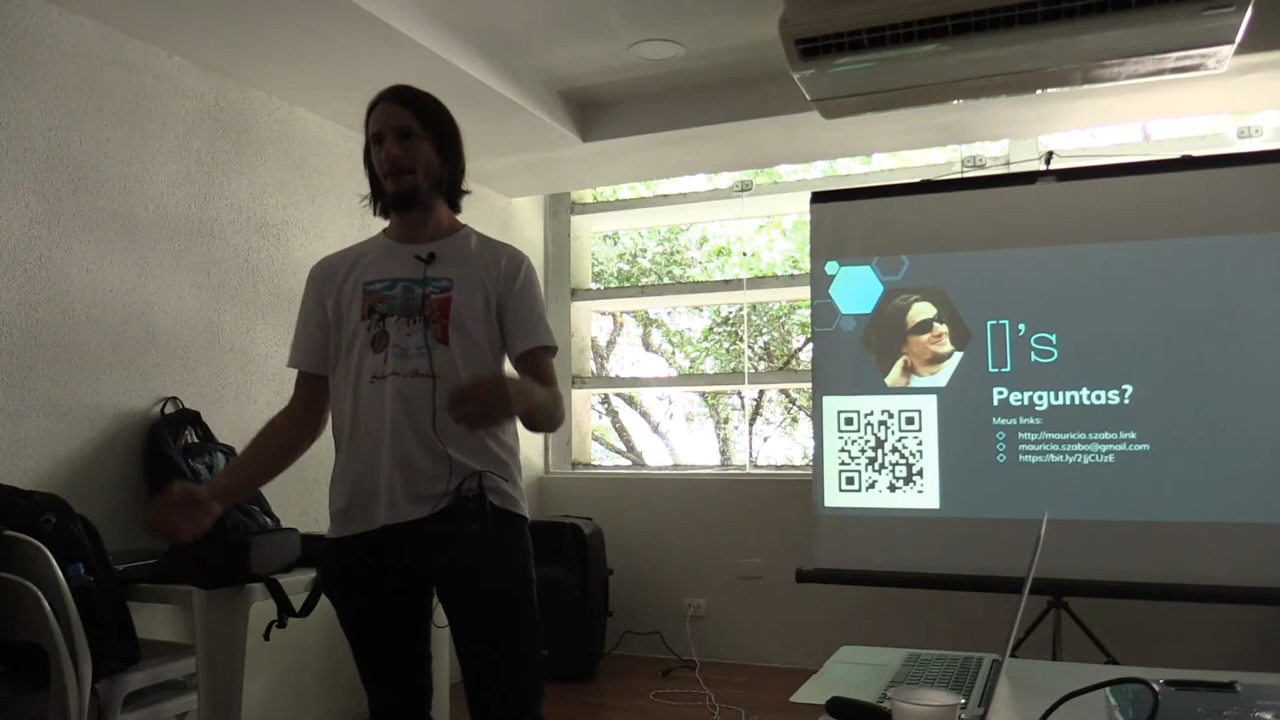 []'s
Perguntas?
Meus links:
http://mauricio.szabo.link
mauricio.szabo@gmail.com
https://bit.ly/2JjCUzE